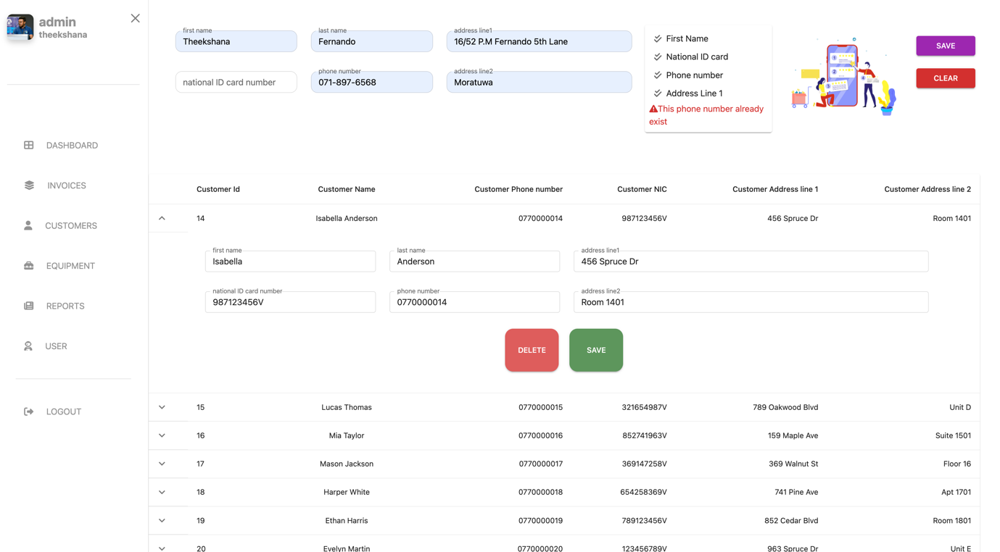 admin
theekshana
DASHBOARD
INVOICES
CUSTOMERS
EQUIPMENT
REPORTS
USER
LOGOUT
first name
Theekshana
last name
Fernando
address line1
16/52 P.M Fernando 5th Lane
national ID card number
phone number
071-897-6568
address line2
Moratuwa
First Name
National ID card
Phone number
Address Line 1
This phone number already
exist
1
2
3
SAVE
CLEAR
Customer Id Customer Name Customer Phone number Customer NIC Customer Address line 1 Customer Address line 2
14 Isabella Anderson 0770000014 987123456V 456 Spruce Dr Room 1401
first name
Isabella
last name
Anderson
address line1
456 Spruce Dr
national ID card number
987123456V
phone number
0770000014
address line2
Room 1401
DELETE
SAVE
15 Lucas Thomas 0770000015 321654987V 789 Oakwood Blvd Unit D
16 Mia Taylor 0770000016 852741963V 159 Maple Ave Suite 1501
17 Mason Jackson 0770000017 369147258V 369 Walnut St Floor 16
18 Harper White 0770000018 654258369V 741 Pine Ave Apt 1701
19 Ethan Harris 0770000019 789123456V 852 Cedar Blvd Room 1801
20 Evelyn Martin 0770000020 123456789V 963 Spruce Dr Unit E